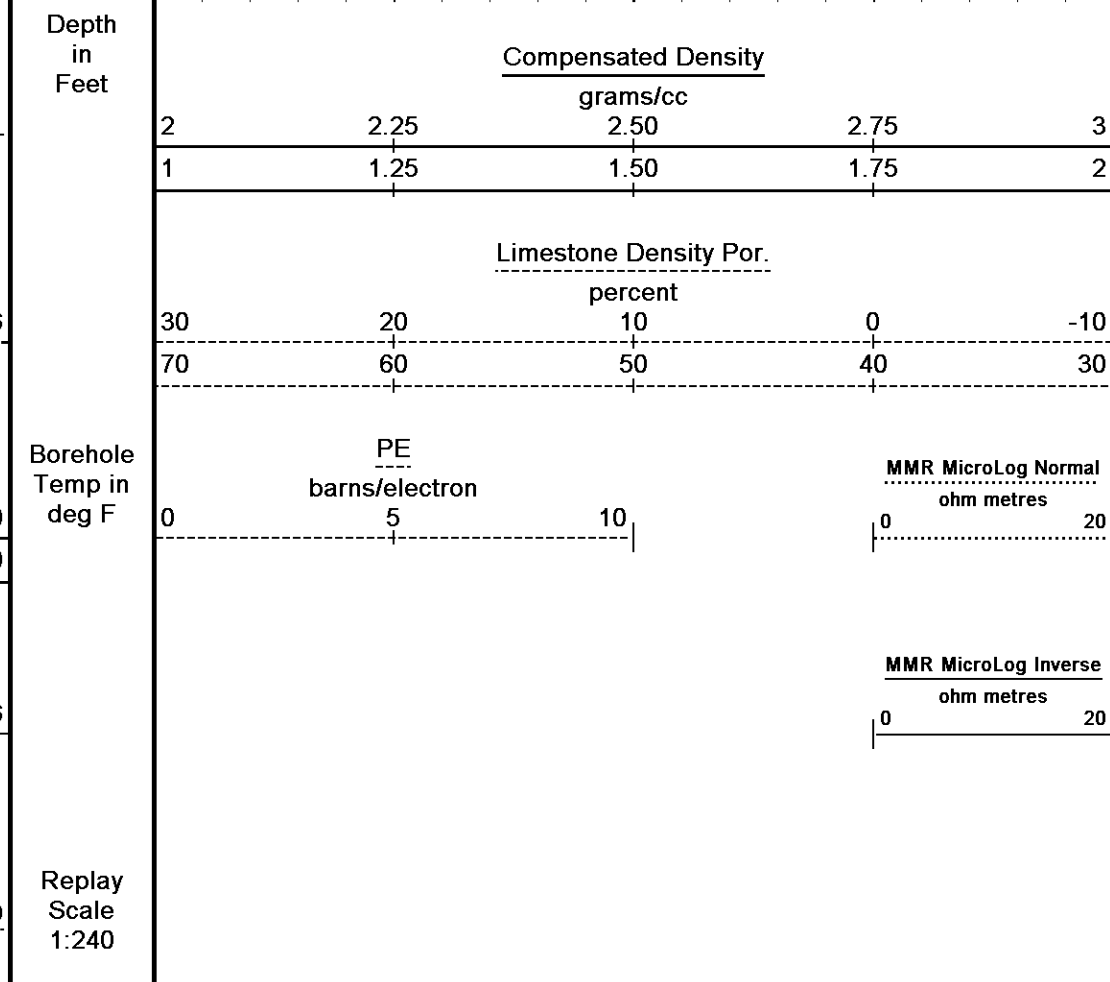 Depth
in
Feet
Compensated Density
grams/cc
2 2.25 2.50 2.75 3
1 1.25 1.50 1.75 2
Limestone Density Por.
percent
30 20 10 0 -10
70 60 50 40 30
Borehole
Temp in
deg F
PE
barns/electron
0 5 10
MMR MicroLog Normal
ohm metres
0 20
MMR MicroLog Inverse
ohm metres
0 20
Replay
Scale
1:240